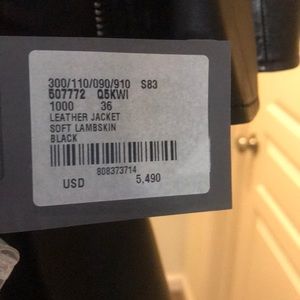 300/110/090/910 S83
507772 Q5KWI
1000 36
LEATHER JACKET
SOFT LAMBSKIN
BLACK
808373714
USD 5,490